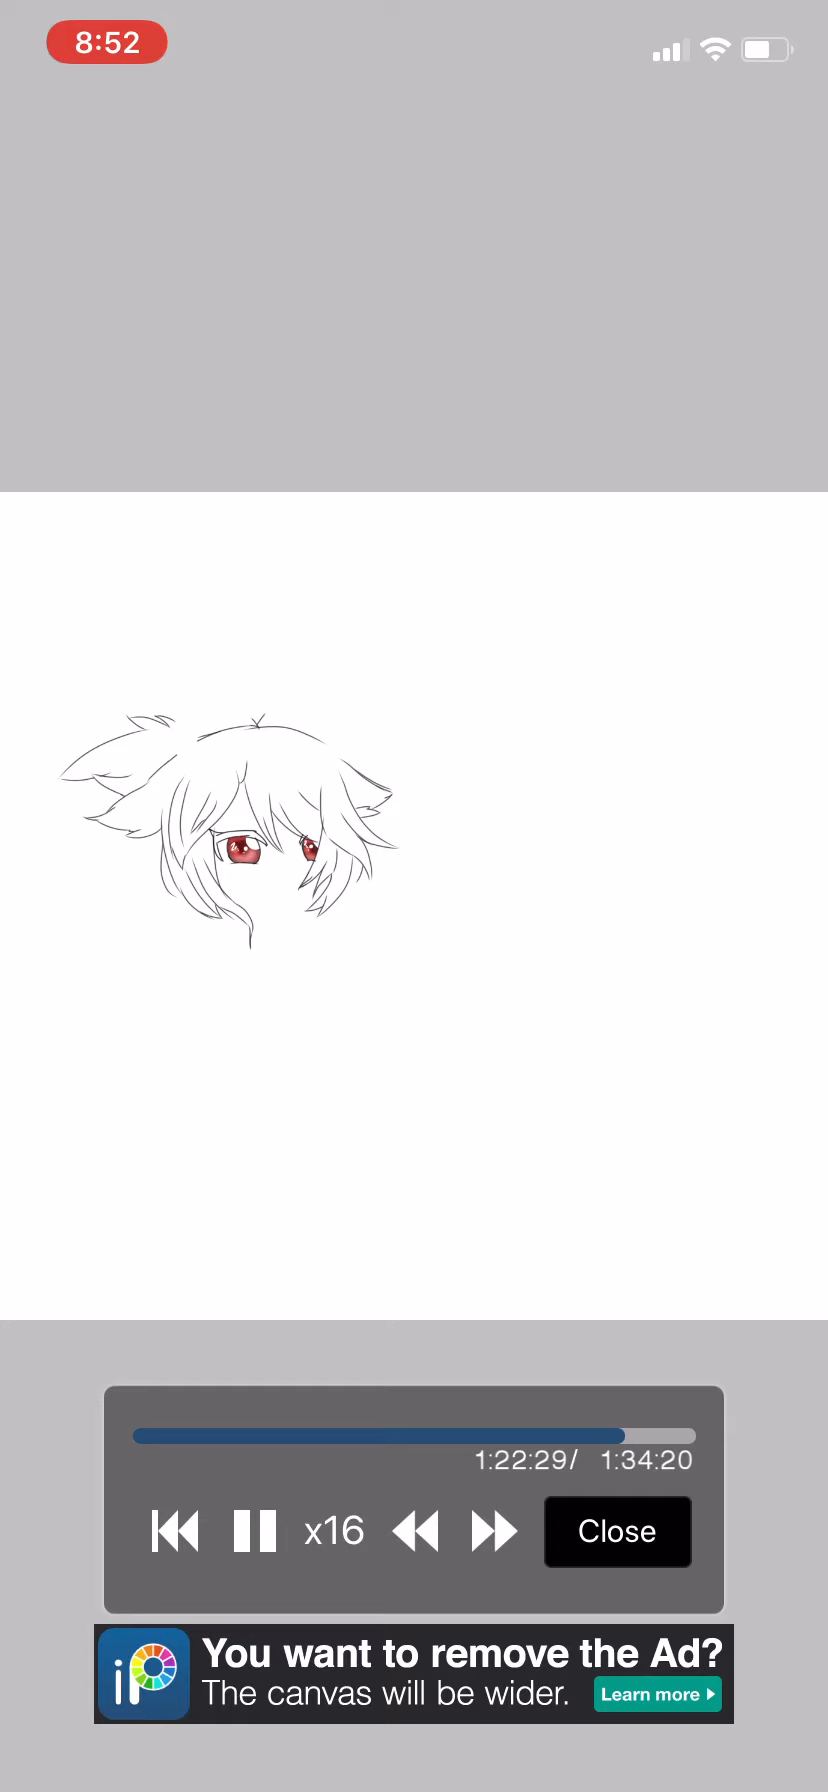 8:52
1:22:29/ 1:34:20
x16
Close
iP
You want to remove the Ad?
The canvas will be wider.
Learn more